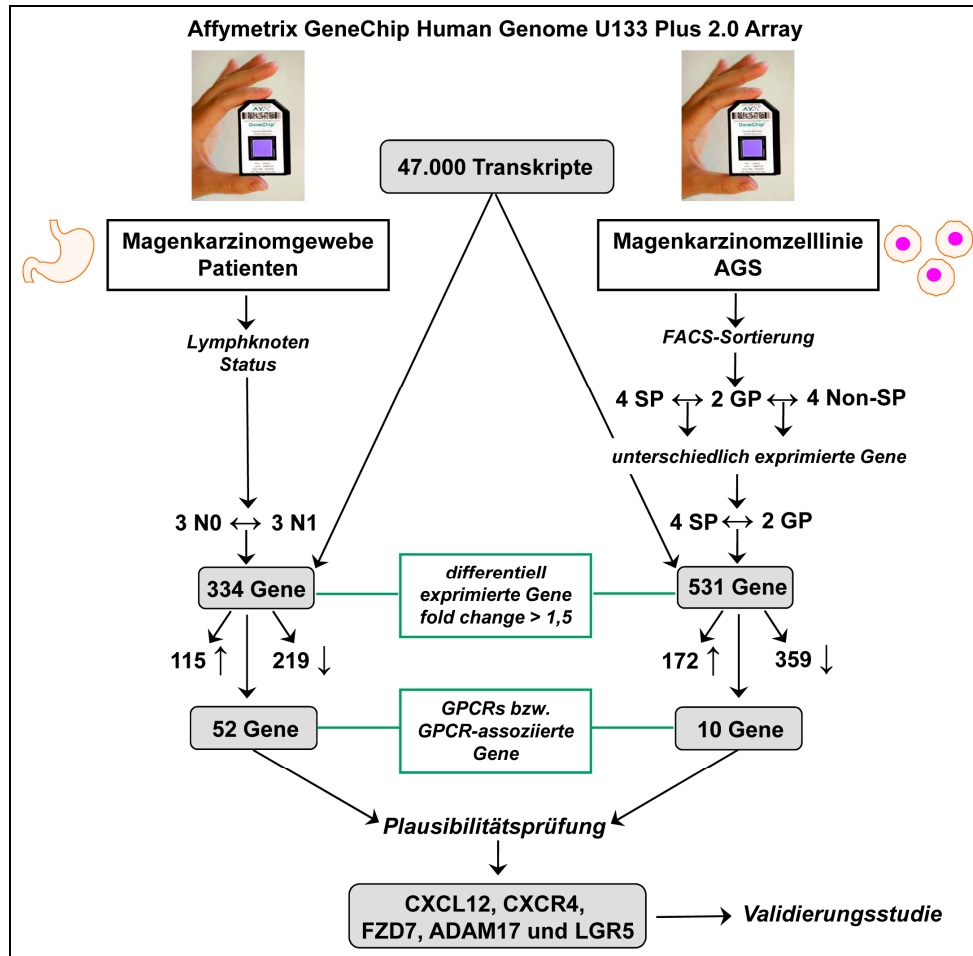 Affymetrix GeneChip Human Genome U133 Plus 2.0 Array
GeneChip
GeneChip
47.000 Transkripte
Magenkarzinomgewebe
Patienten
Magenkarzinomzelllinie
AGS
Lymphknoten
Status
FACS-Sortierung
4 SP ↔ 2 GP ↔ 4 Non-SP
unterschiedlich exprimierte Gene
3 N0 ↔ 3 N1
4 SP ↔ 2 GP
334 Gene
differentiell
exprimierte Gene
fold change > 1,5
531 Gene
115 ↑ 219 ↓
172 ↑ 359 ↓
52 Gene
GPCRs bzw.
GPCR-assoziierte
Gene
10 Gene
Plausibilitätsprüfung
CXCL12, CXCR4,
FZD7, ADAM17 und LGR5
Validierungsstudie